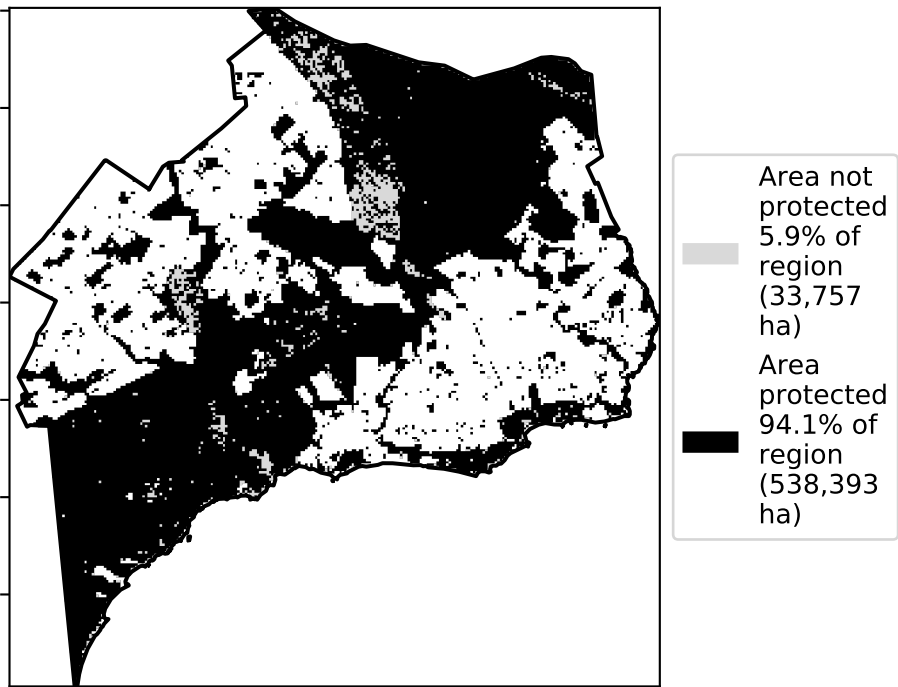 Area not
protected
5.9% of
region
(33,757
ha)
Area
protected
94.1% of
region
(538,393
ha)